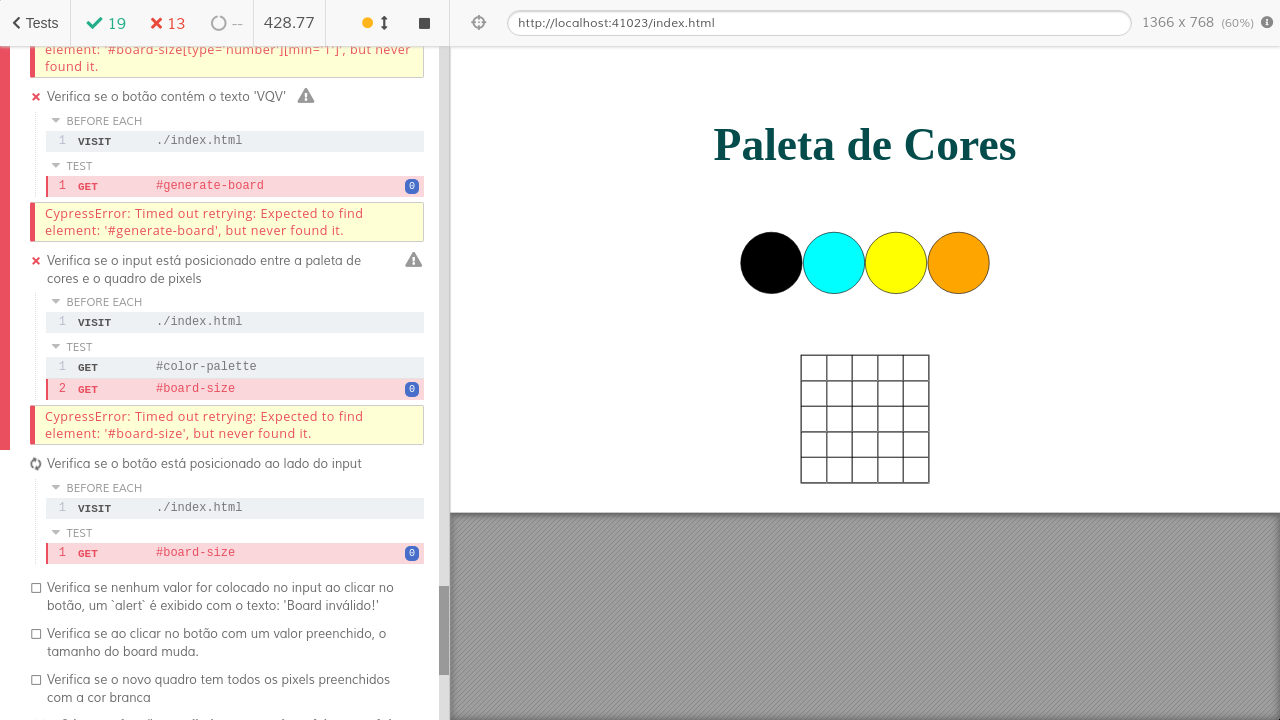 Tests 19 13 -- 428.77
http://localhost:41023/index.html 1366 x 768 (60%)
element: '#board-size[type='number'][min='1']', but never
found it.
Verifica se o botão contém o texto 'VQV'
BEFORE EACH
1 VISIT ./index.html
TEST
1 GET #generate-board 0
CypressError: Timed out retrying: Expected to find
element: '#generate-board', but never found it.
Verifica se o input está posicionado entre a paleta de
cores e o quadro de pixels
BEFORE EACH
1 VISIT ./index.html
TEST
1 GET #color-palette
2 GET #board-size 0
CypressError: Timed out retrying: Expected to find
element: '#board-size', but never found it.
Verifica se o botão está posicionado ao lado do input
BEFORE EACH
1 VISIT ./index.html
TEST
1 GET #board-size 0
Verifica se nenhum valor for colocado no input ao clicar no
botão, um `alert` é exibido com o texto: 'Board inválido!'
Verifica se ao clicar no botão com um valor preenchido, o
tamanho do board muda.
Verifica se o novo quadro tem todos os pixels preenchidos
com a cor branca
Paleta de Cores